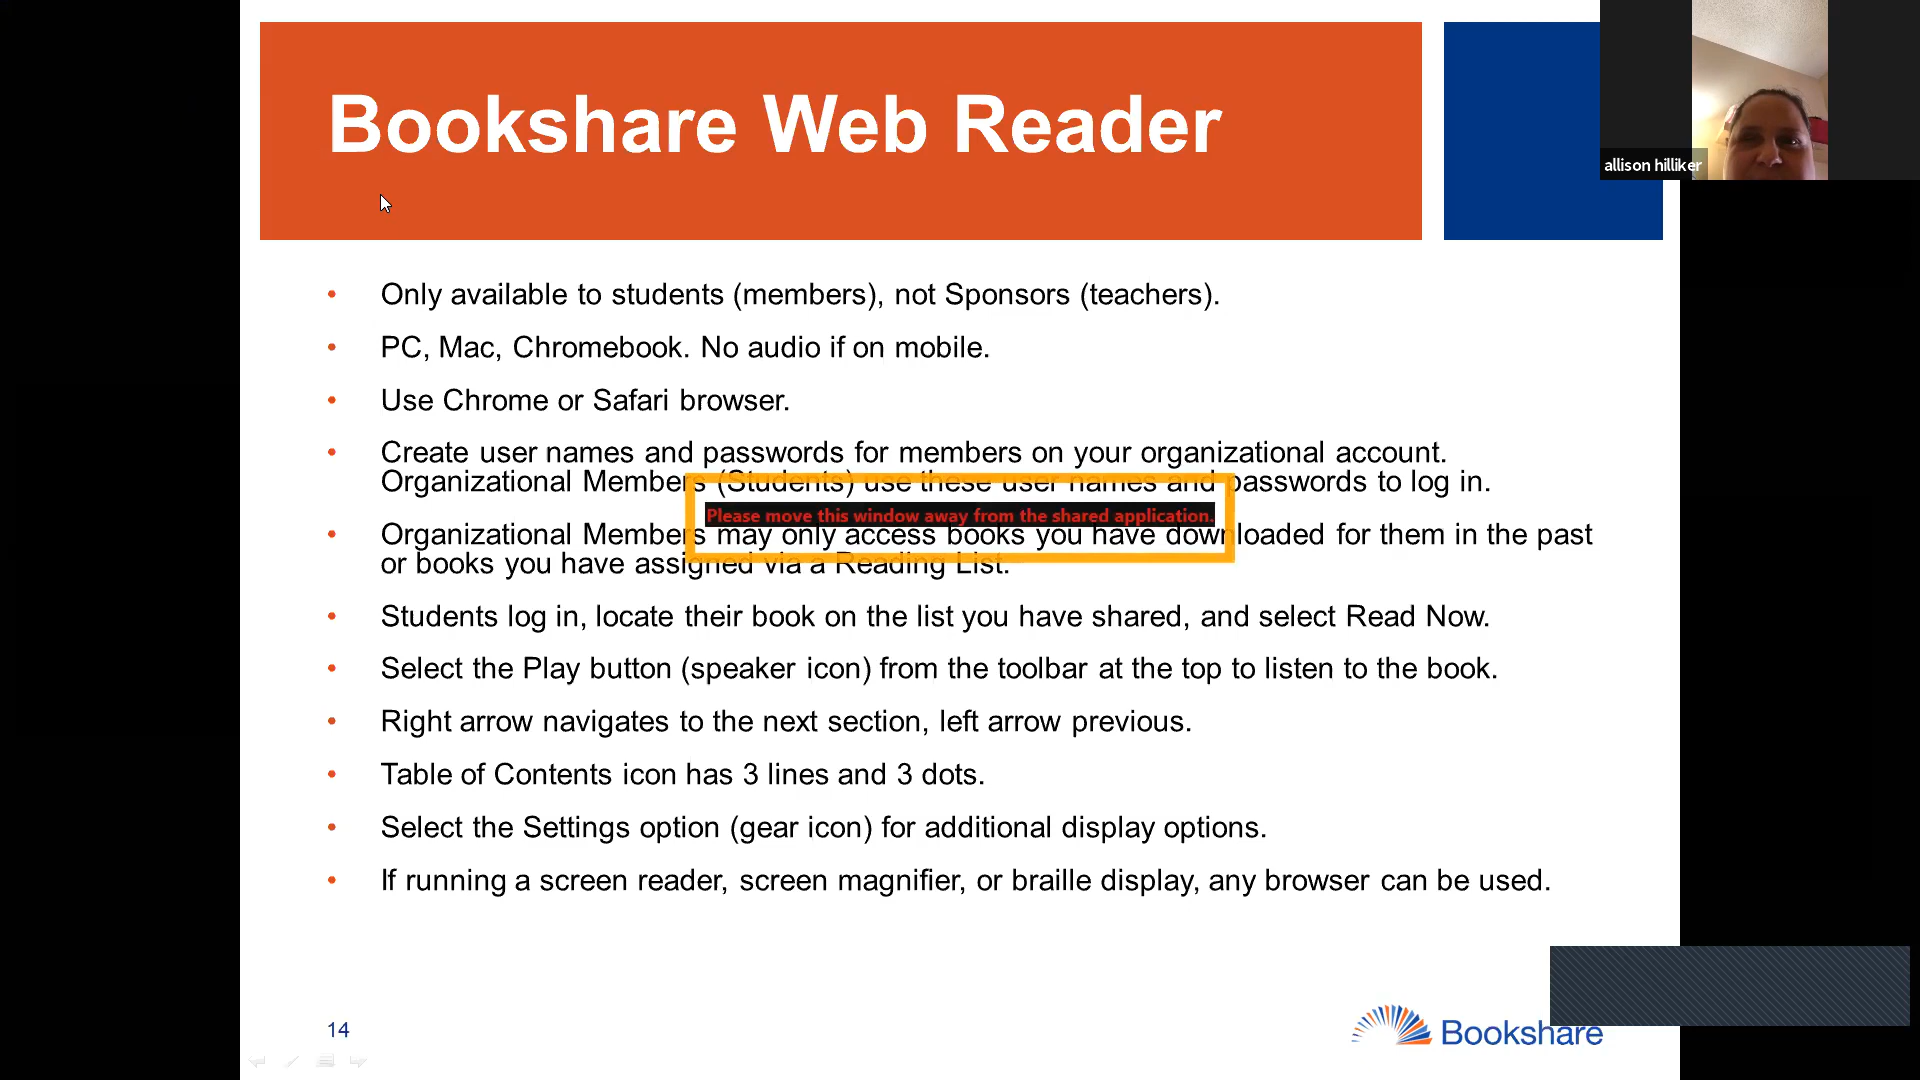 Bookshare Web Reader
allison hilliker
• Only available to students (members), not Sponsors (teachers).
• PC, Mac, Chromebook. No audio if on mobile.
• Use Chrome or Safari browser.
• Create user names and passwords for members on your organizational account.
Organizational Members (Students) use these user names and passwords to log in.
Please move this window away from the shared application.
• Organizational Members may only access books you have downloaded for them in the past
or books you have assigned via a Reading List.
• Students log in, locate their book on the list you have shared, and select Read Now.
• Select the Play button (speaker icon) from the toolbar at the top to listen to the book.
• Right arrow navigates to the next section, left arrow previous.
• Table of Contents icon has 3 lines and 3 dots.
• Select the Settings option (gear icon) for additional display options.
• If running a screen reader, screen magnifier, or braille display, any browser can be used.
14
Bookshare